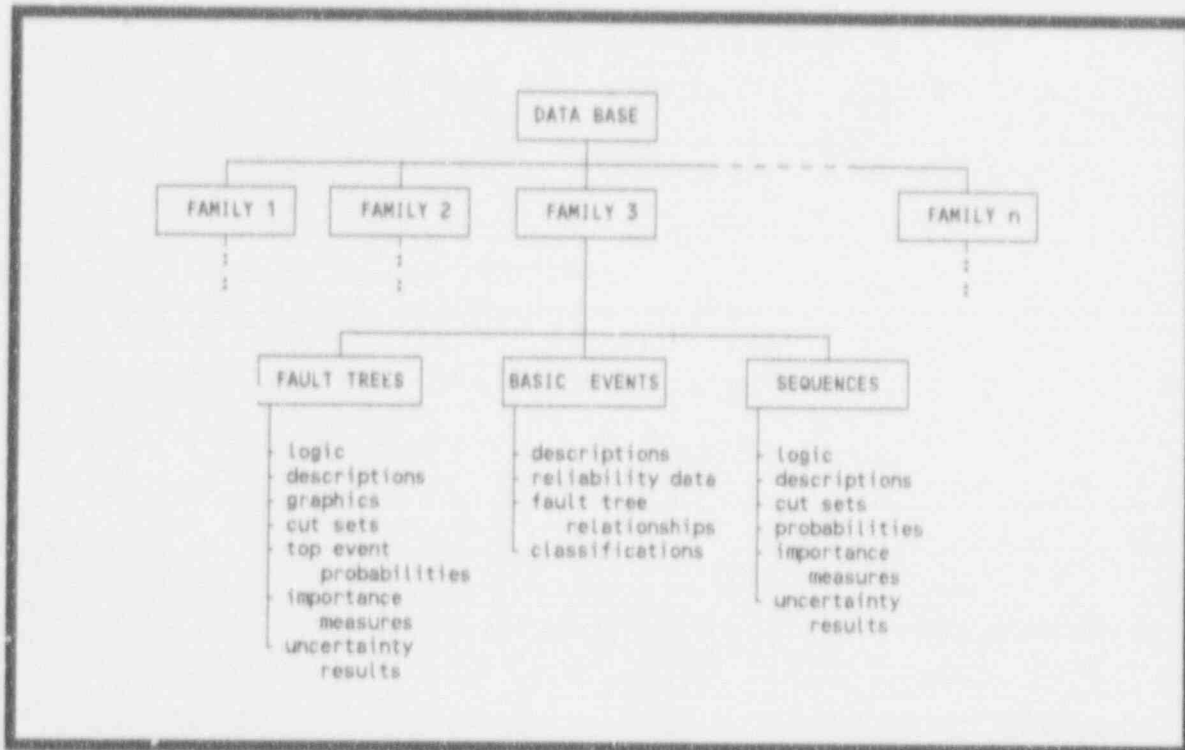 DATA BASE
FAMILY 1
FAMILY 2
FAMILY 3
FAMILY n
FAULT TREES
logic
descriptions
graphics
cut sets
top event
probabilities
importance
measures
uncertainty
results
BASIC EVENTS
descriptions
reliability data
fault tree
relationships
classifications
SEQUENCES
logic
descriptions
cut sets
probabilities
importance
measures
uncertainty
results